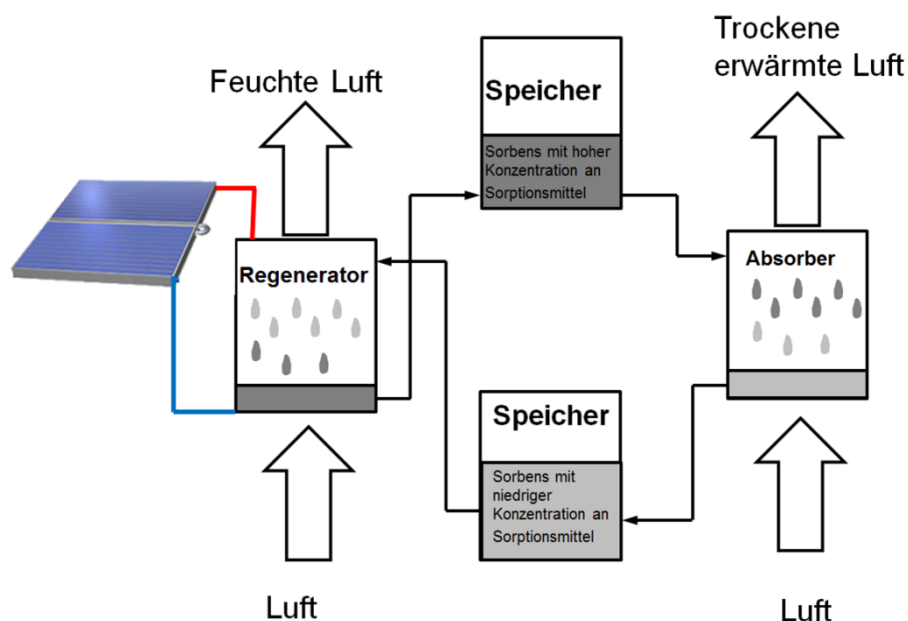 Trockene
erwärmte Luft
Feuchte Luft
Speicher
Sorbens mit hoher
Konzentration an
Sorptionsmittel
Regenerator
Absorber
Speicher
Sorbens mit
niedriger
Konzentration an
Sorptionsmittel
Luft
Luft